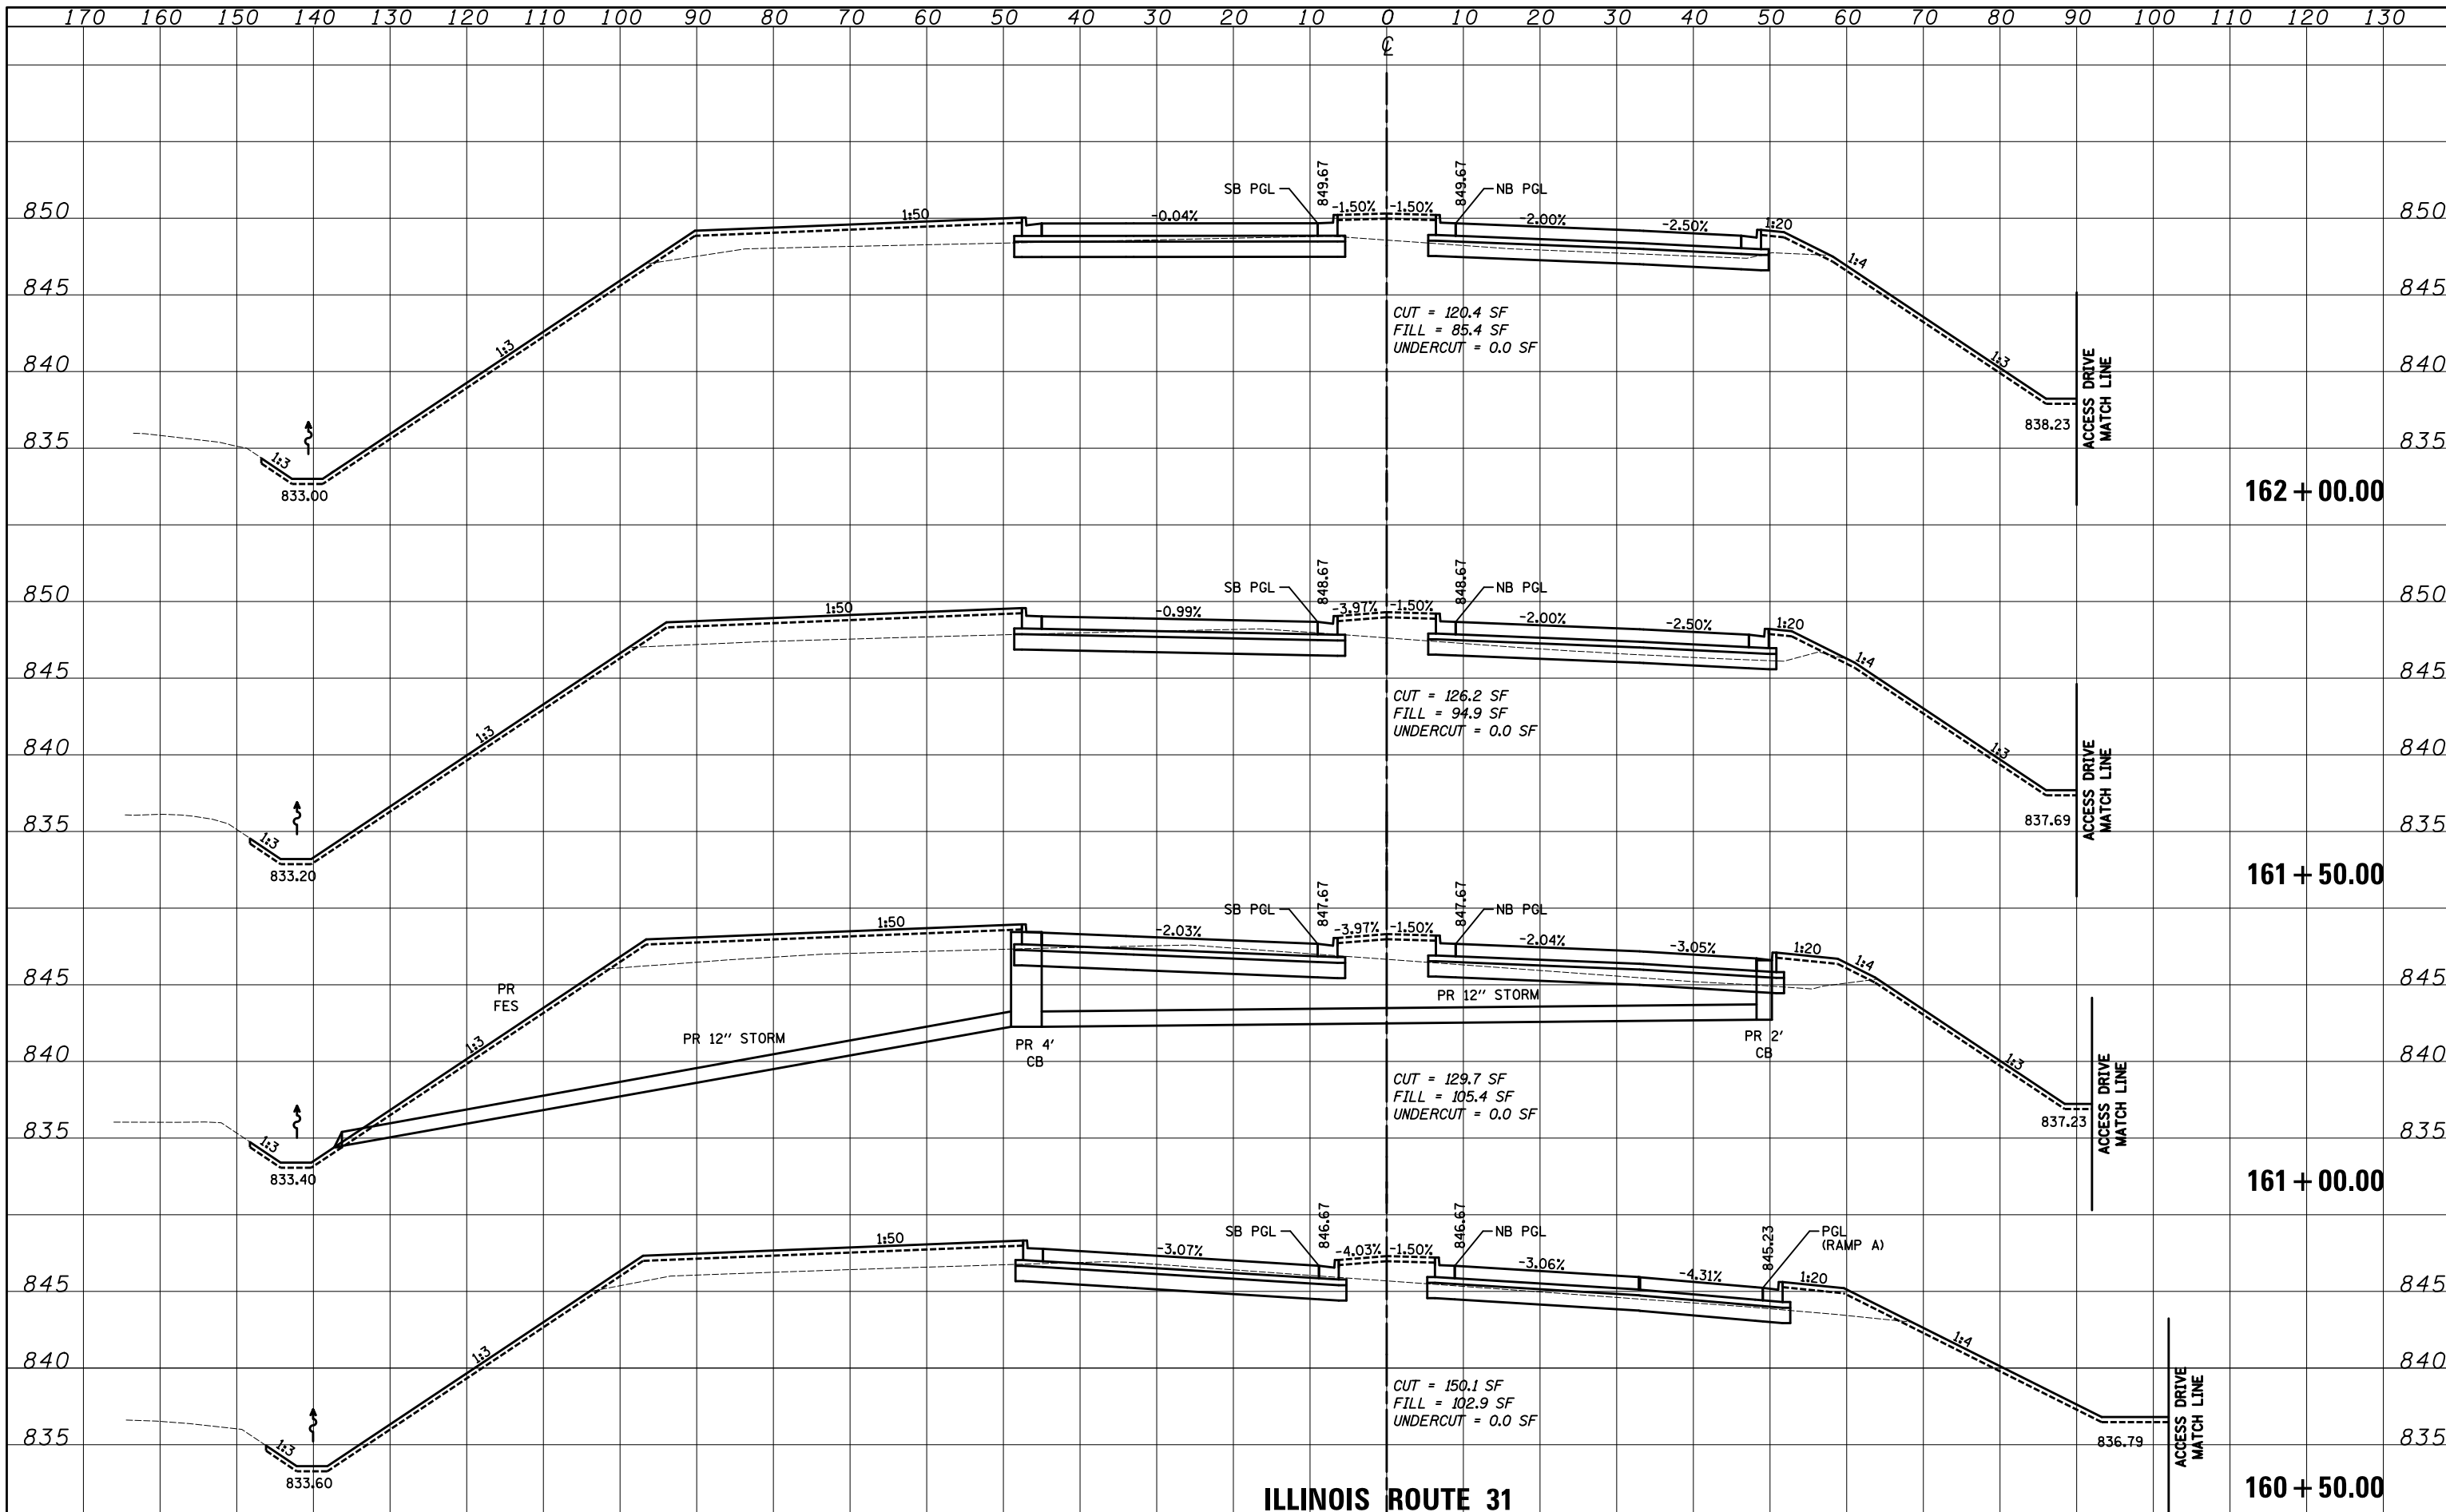 170 160 150 140 130 120 110 100 90 80 70 60 50 40 30 20 10 0 10 20 30 40 50 60 70 80 90 100 110 120 130
℄
SB PGL 849.67 849.67 NB PGL
850 1:50 -0.04% -1.50% -1.50% -2.00% -2.50% 1:20 850
1:4
845 845
CUT = 120.4 SF
FILL = 85.4 SF
UNDERCUT = 0.0 SF
1:3 1:3
840 840
ACCESS DRIVE
MATCH LINE
838.23
835 835
1:3
833.00
162 + 00.00
SB PGL 848.67 848.67 NB PGL
850 850
1:50 -0.99% -3.97% -1.50% -2.00% -2.50% 1:20
1:4
845 845
CUT = 126.2 SF
FILL = 94.9 SF
UNDERCUT = 0.0 SF
1:3 1:3
840 840
ACCESS DRIVE
MATCH LINE
837.69
835 835
1:3
833.20
161 + 50.00
SB PGL 847.67 847.67 NB PGL
1:50 -2.03% -3.97% -1.50% -2.04% -3.05% 1:20
1:4
845 845
PR
FES
PR 12" STORM
PR 12" STORM
PR 4'
CB
PR 2'
CB
1:3 1:3
840 840
CUT = 129.7 SF
FILL = 105.4 SF
UNDERCUT = 0.0 SF
ACCESS DRIVE
MATCH LINE
837.23
835 835
1:3
833.40
161 + 00.00
SB PGL 846.67 846.67 NB PGL 845.23 PGL
(RAMP A)
1:50 -3.07% -4.03% -1.50% -3.06% -4.31% 1:20
845 845
1:3 1:4
840 840
CUT = 150.1 SF
FILL = 102.9 SF
UNDERCUT = 0.0 SF
ACCESS DRIVE
MATCH LINE
836.79
835 835
1:3
833.60
160 + 50.00
ILLINOIS ROUTE 31